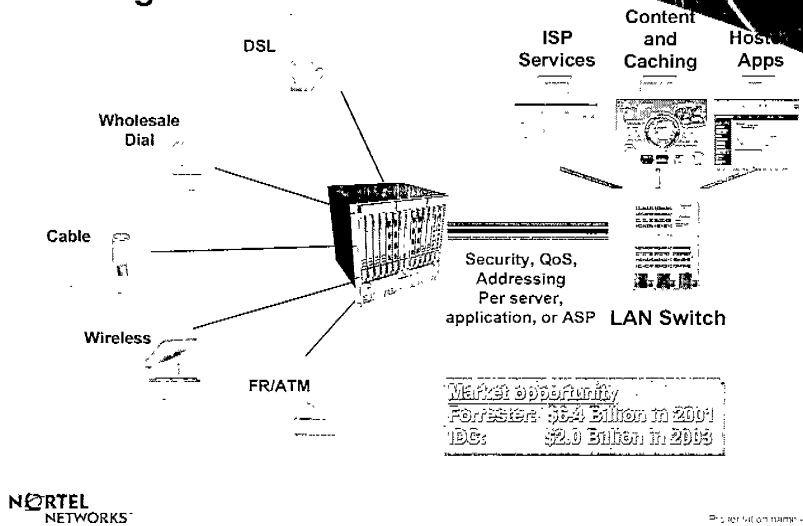 DSL
Wholesale
Dial
Cable
Wireless
FR/ATM
ISP
Services
Content
and
Caching
Apps
Security, QoS,
Addressing
Per server,
application, or ASP
LAN Switch
Market opportunity
Forrester: $6.4 Billion in 2001
IDC: $2.0 Billion in 2003
NORTEL
NETWORKS